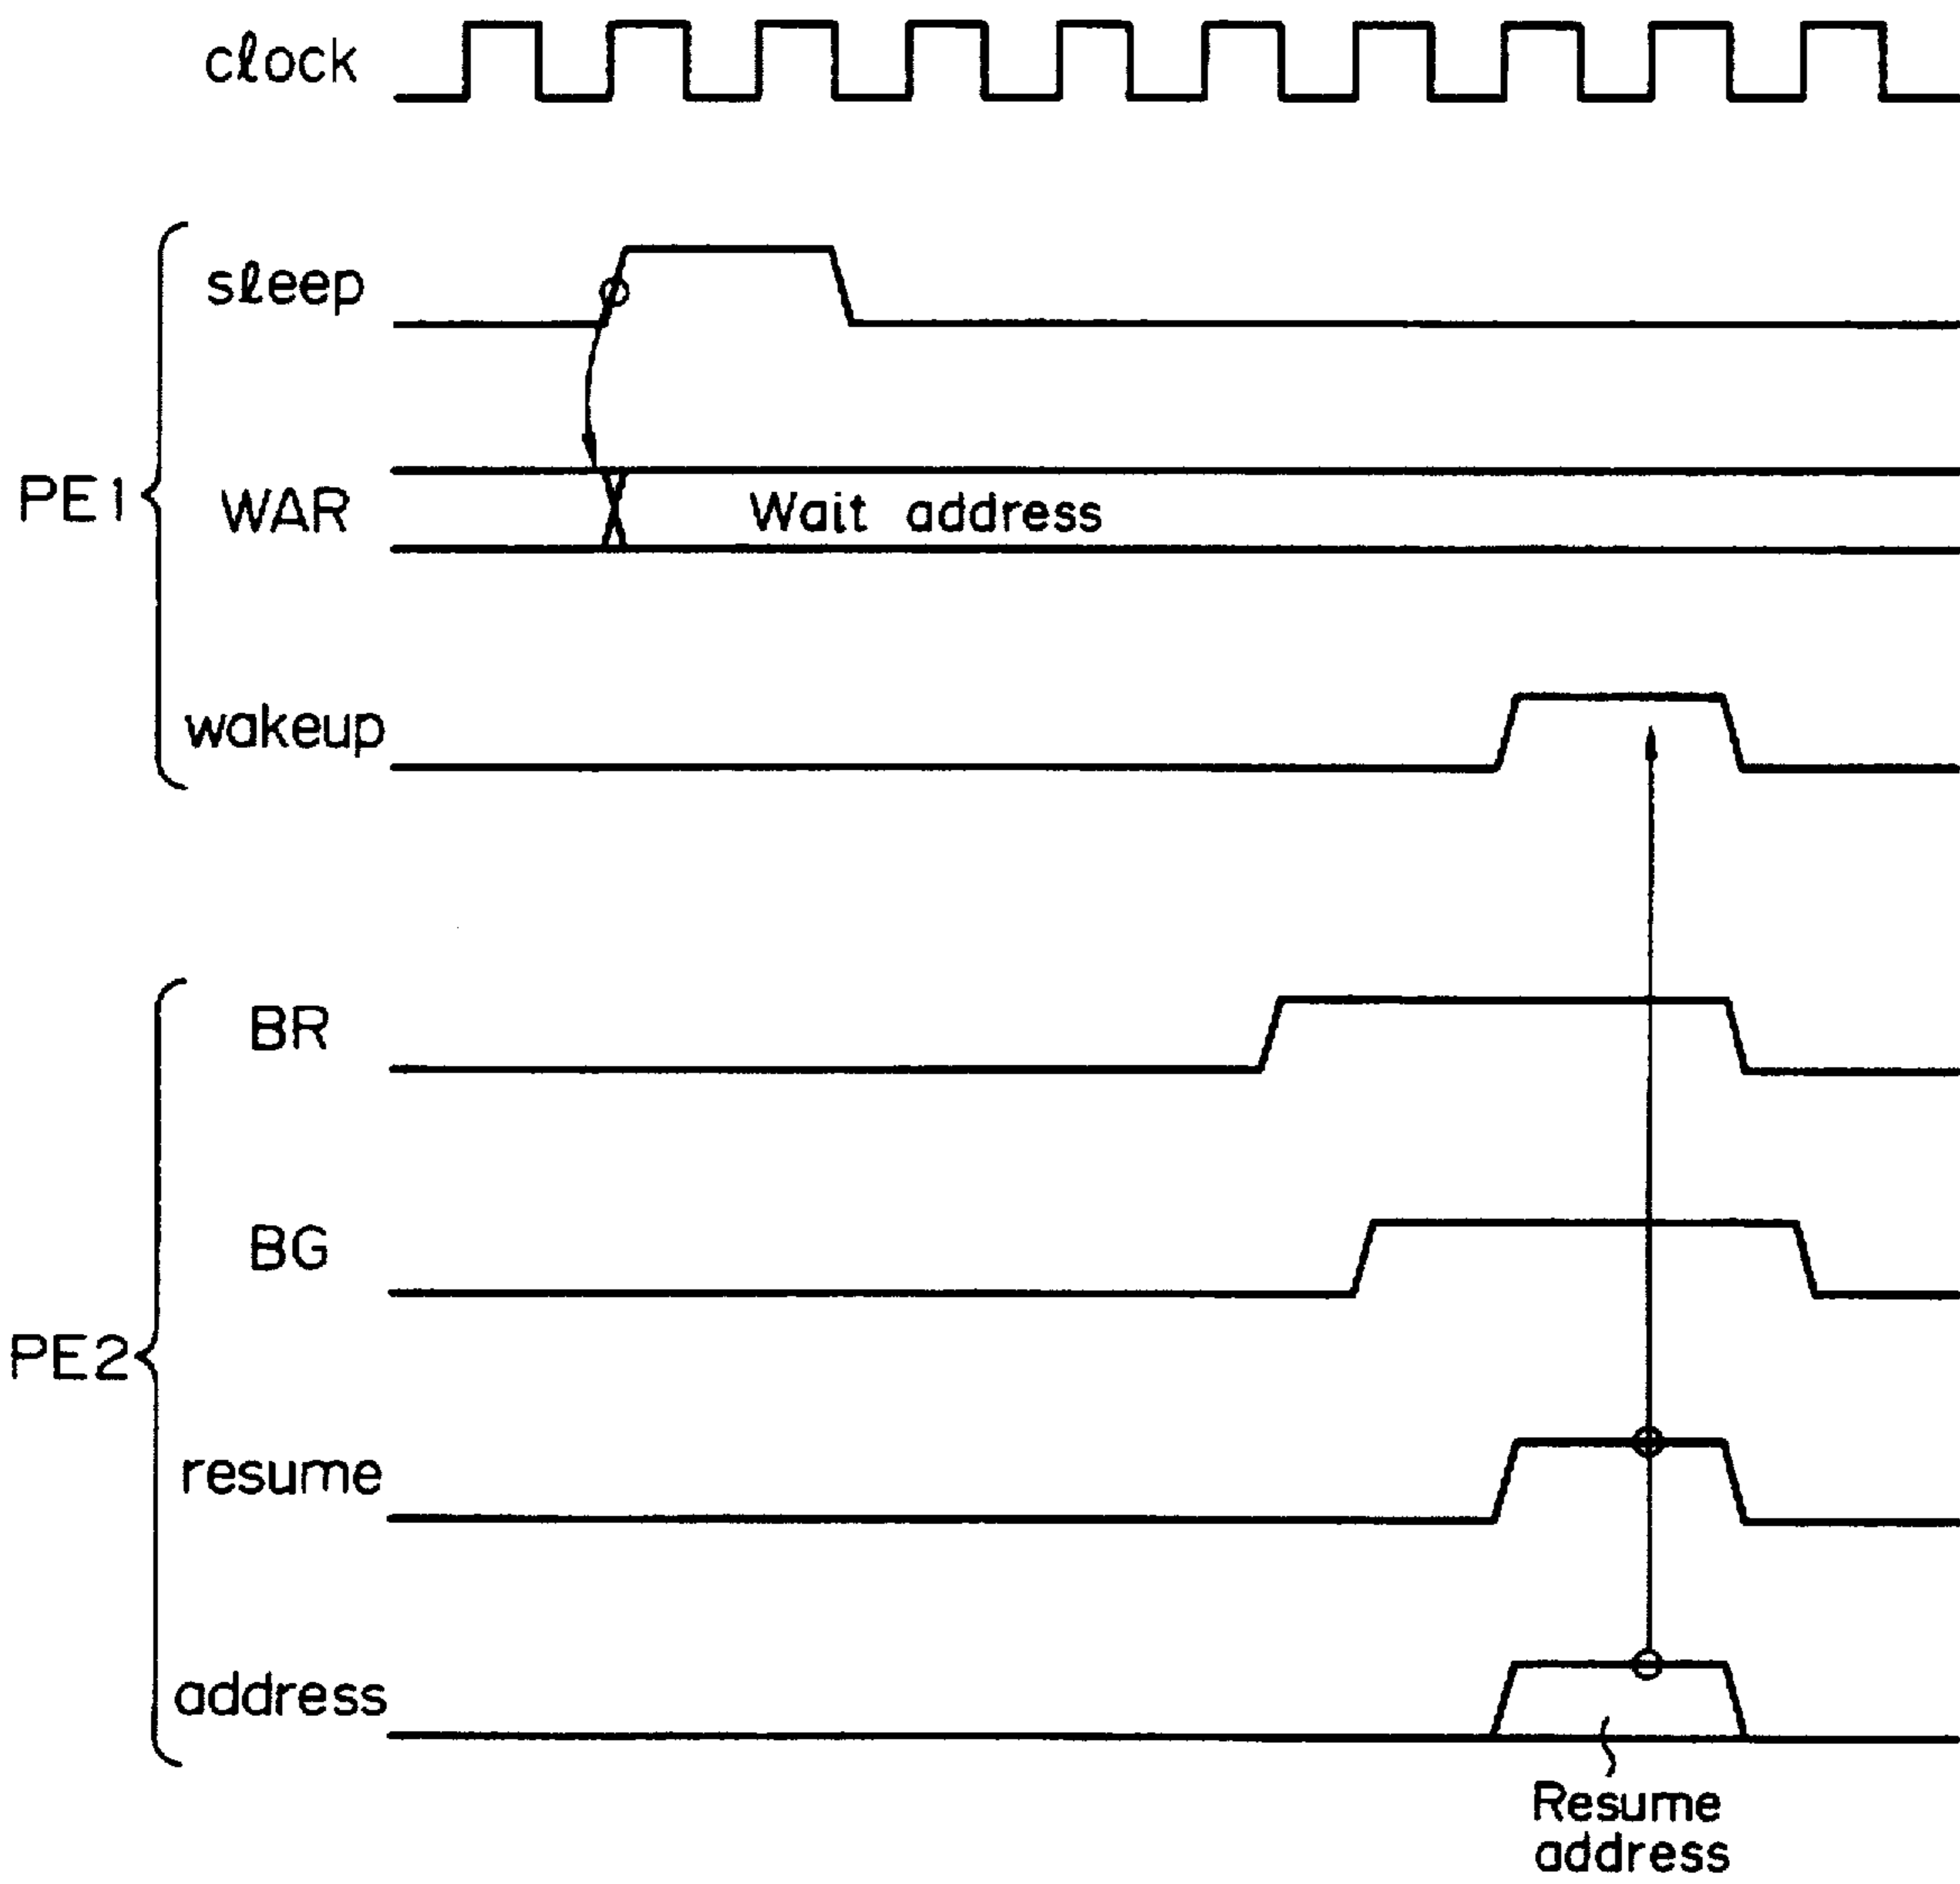 clock
sleep
PE1
WAR
Wait address
wakeup
BR
BG
PE2
resume
address
Resume
address